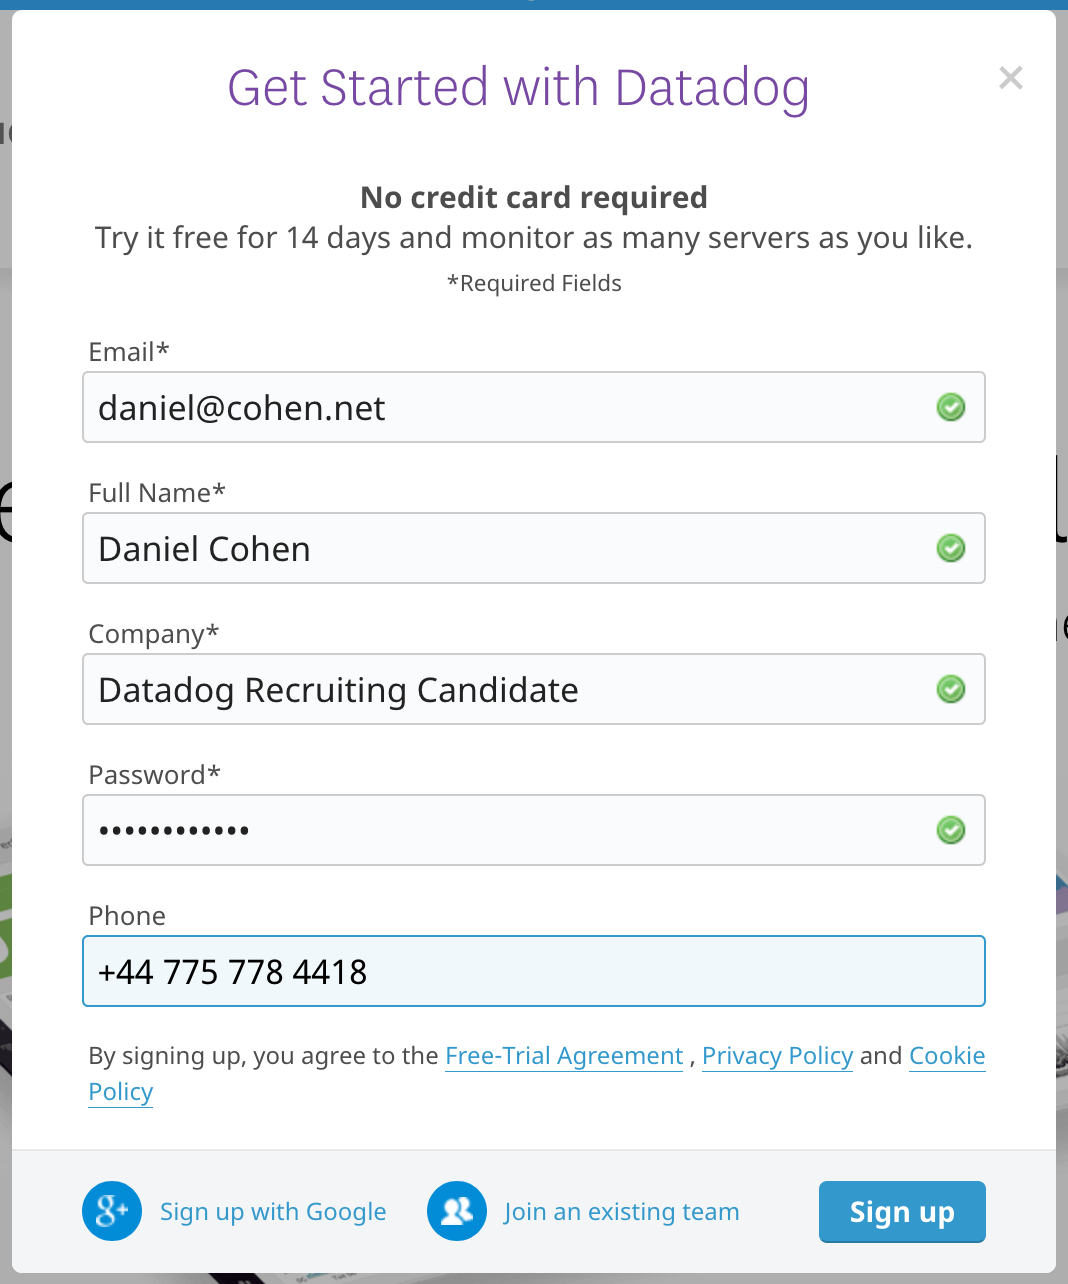 Get Started with Datadog
No credit card required
Try it free for 14 days and monitor as many servers as you like.
*Required Fields
Email*
daniel@cohen.net
Full Name*
Daniel Cohen
Company*
Datadog Recruiting Candidate
Password*
••••••••••••
Phone
+44 775 778 4418
By signing up, you agree to the Free-Trial Agreement , Privacy Policy and Cookie
Policy
g+ Sign up with Google
Join an existing team
Sign up